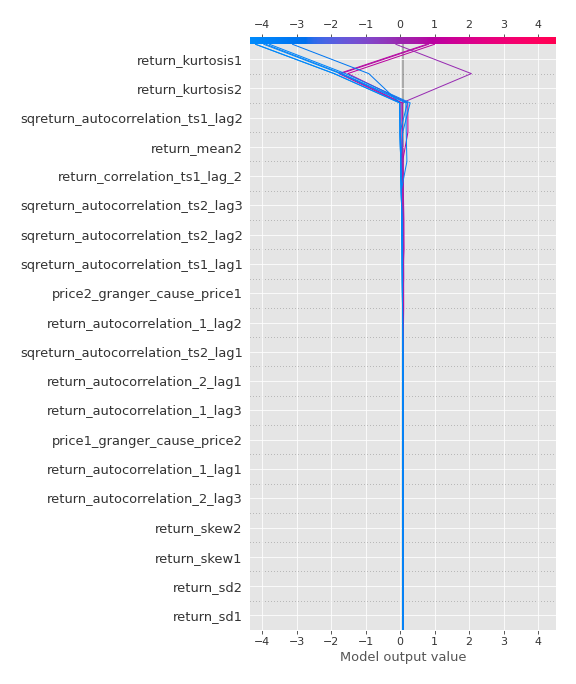 −4 −3 −2 −1 0 1 2 3 4
return_kurtosis1
return_kurtosis2
sqreturn_autocorrelation_ts1_lag2
return_mean2
return_correlation_ts1_lag_2
sqreturn_autocorrelation_ts2_lag3
sqreturn_autocorrelation_ts2_lag2
sqreturn_autocorrelation_ts1_lag1
price2_granger_cause_price1
return_autocorrelation_1_lag2
sqreturn_autocorrelation_ts2_lag1
return_autocorrelation_2_lag1
return_autocorrelation_1_lag3
price1_granger_cause_price2
return_autocorrelation_1_lag1
return_autocorrelation_2_lag3
return_skew2
return_skew1
return_sd2
return_sd1
−4 −3 −2 −1 0 1 2 3 4
Model output value